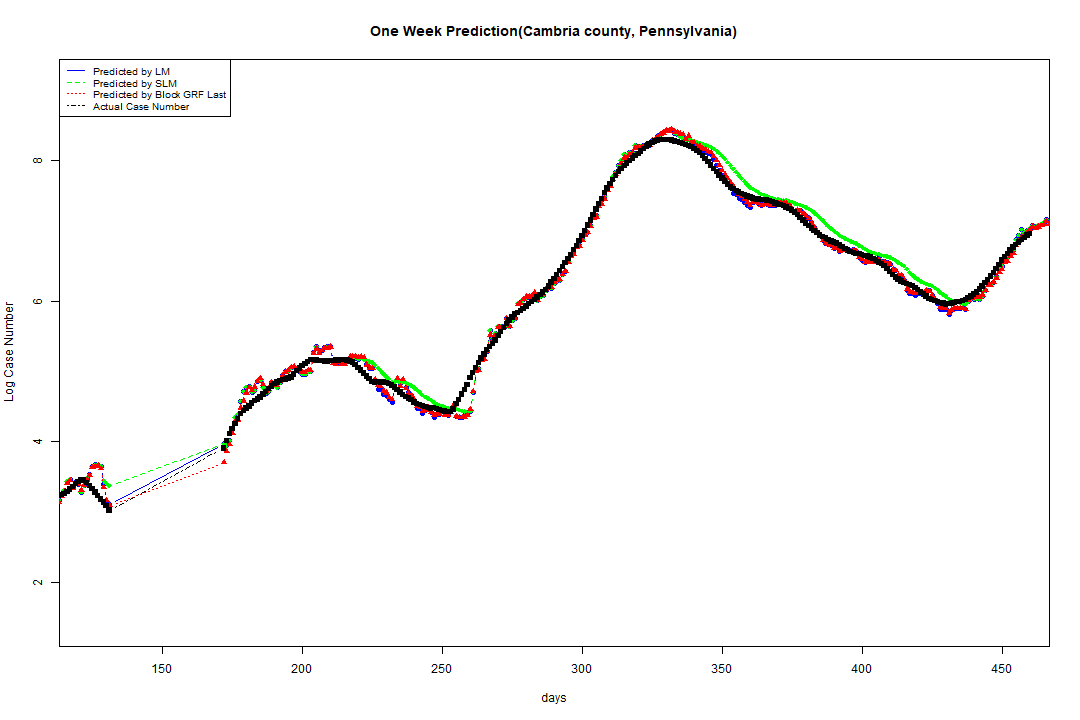 One Week Prediction(Cambria county, Pennsylvania)
Predicted by LM
Predicted by SLM
Predicted by Block GRF Last
Actual Case Number
8
6
4
2
Log Case Number
150 200 250 300 350 400 450
days